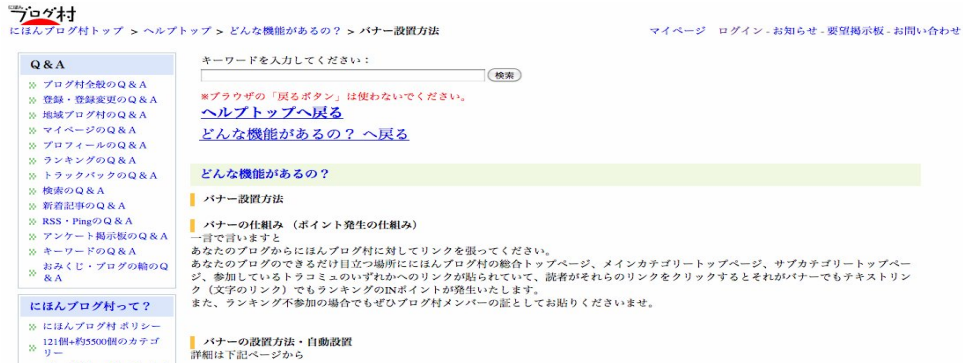 にほん
ブログ村
にほんブログ村トップ > ヘルプトップ > どんな機能があるの？ > バナー設置方法
マイページ ログイン - お知らせ - 要望掲示板 - お問い合わせ
Q & A
ブログ村全般のQ & A
登録・登録変更のQ & A
地域ブログ村のQ & A
マイページのQ & A
プロフィールのQ & A
ランキングのQ & A
トラックバックのQ & A
検索のQ & A
新着記事のQ & A
RSS・PingのQ & A
アンケート掲示板のQ & A
キーワードのQ & A
おみくじ・ブログの輪のQ
& A
にほんブログ村って？
にほんブログ村 ポリシー
121個+約5500個のカテゴ
リー
キーワードを入力してください：
検索
※ブラウザの「戻るボタン」は使わないでください。
ヘルプトップへ戻る
どんな機能があるの？ へ戻る
どんな機能があるの？
バナー設置方法
バナーの仕組み （ポイント発生の仕組み）
一言で言いますと
あなたのブログからにほんブログ村に対してリンクを張ってください。
あなたのブログのできるだけ目立つ場所ににほんブログ村の総合トップページ、メインカテゴリートップページ、サブカテゴリートップペー
ジ、参加しているトラコミュのいずれかへのリンクが貼られていて、読者がそれらのリンクをクリックするとそれがバナーでもテキストリン
ク（文字のリンク）でもランキングのINポイントが発生いたします。
また、ランキング不参加の場合でもぜひブログ村メンバーの証としてお貼りくださいませ。
バナーの設置方法・自動設置
詳細は下記ページから